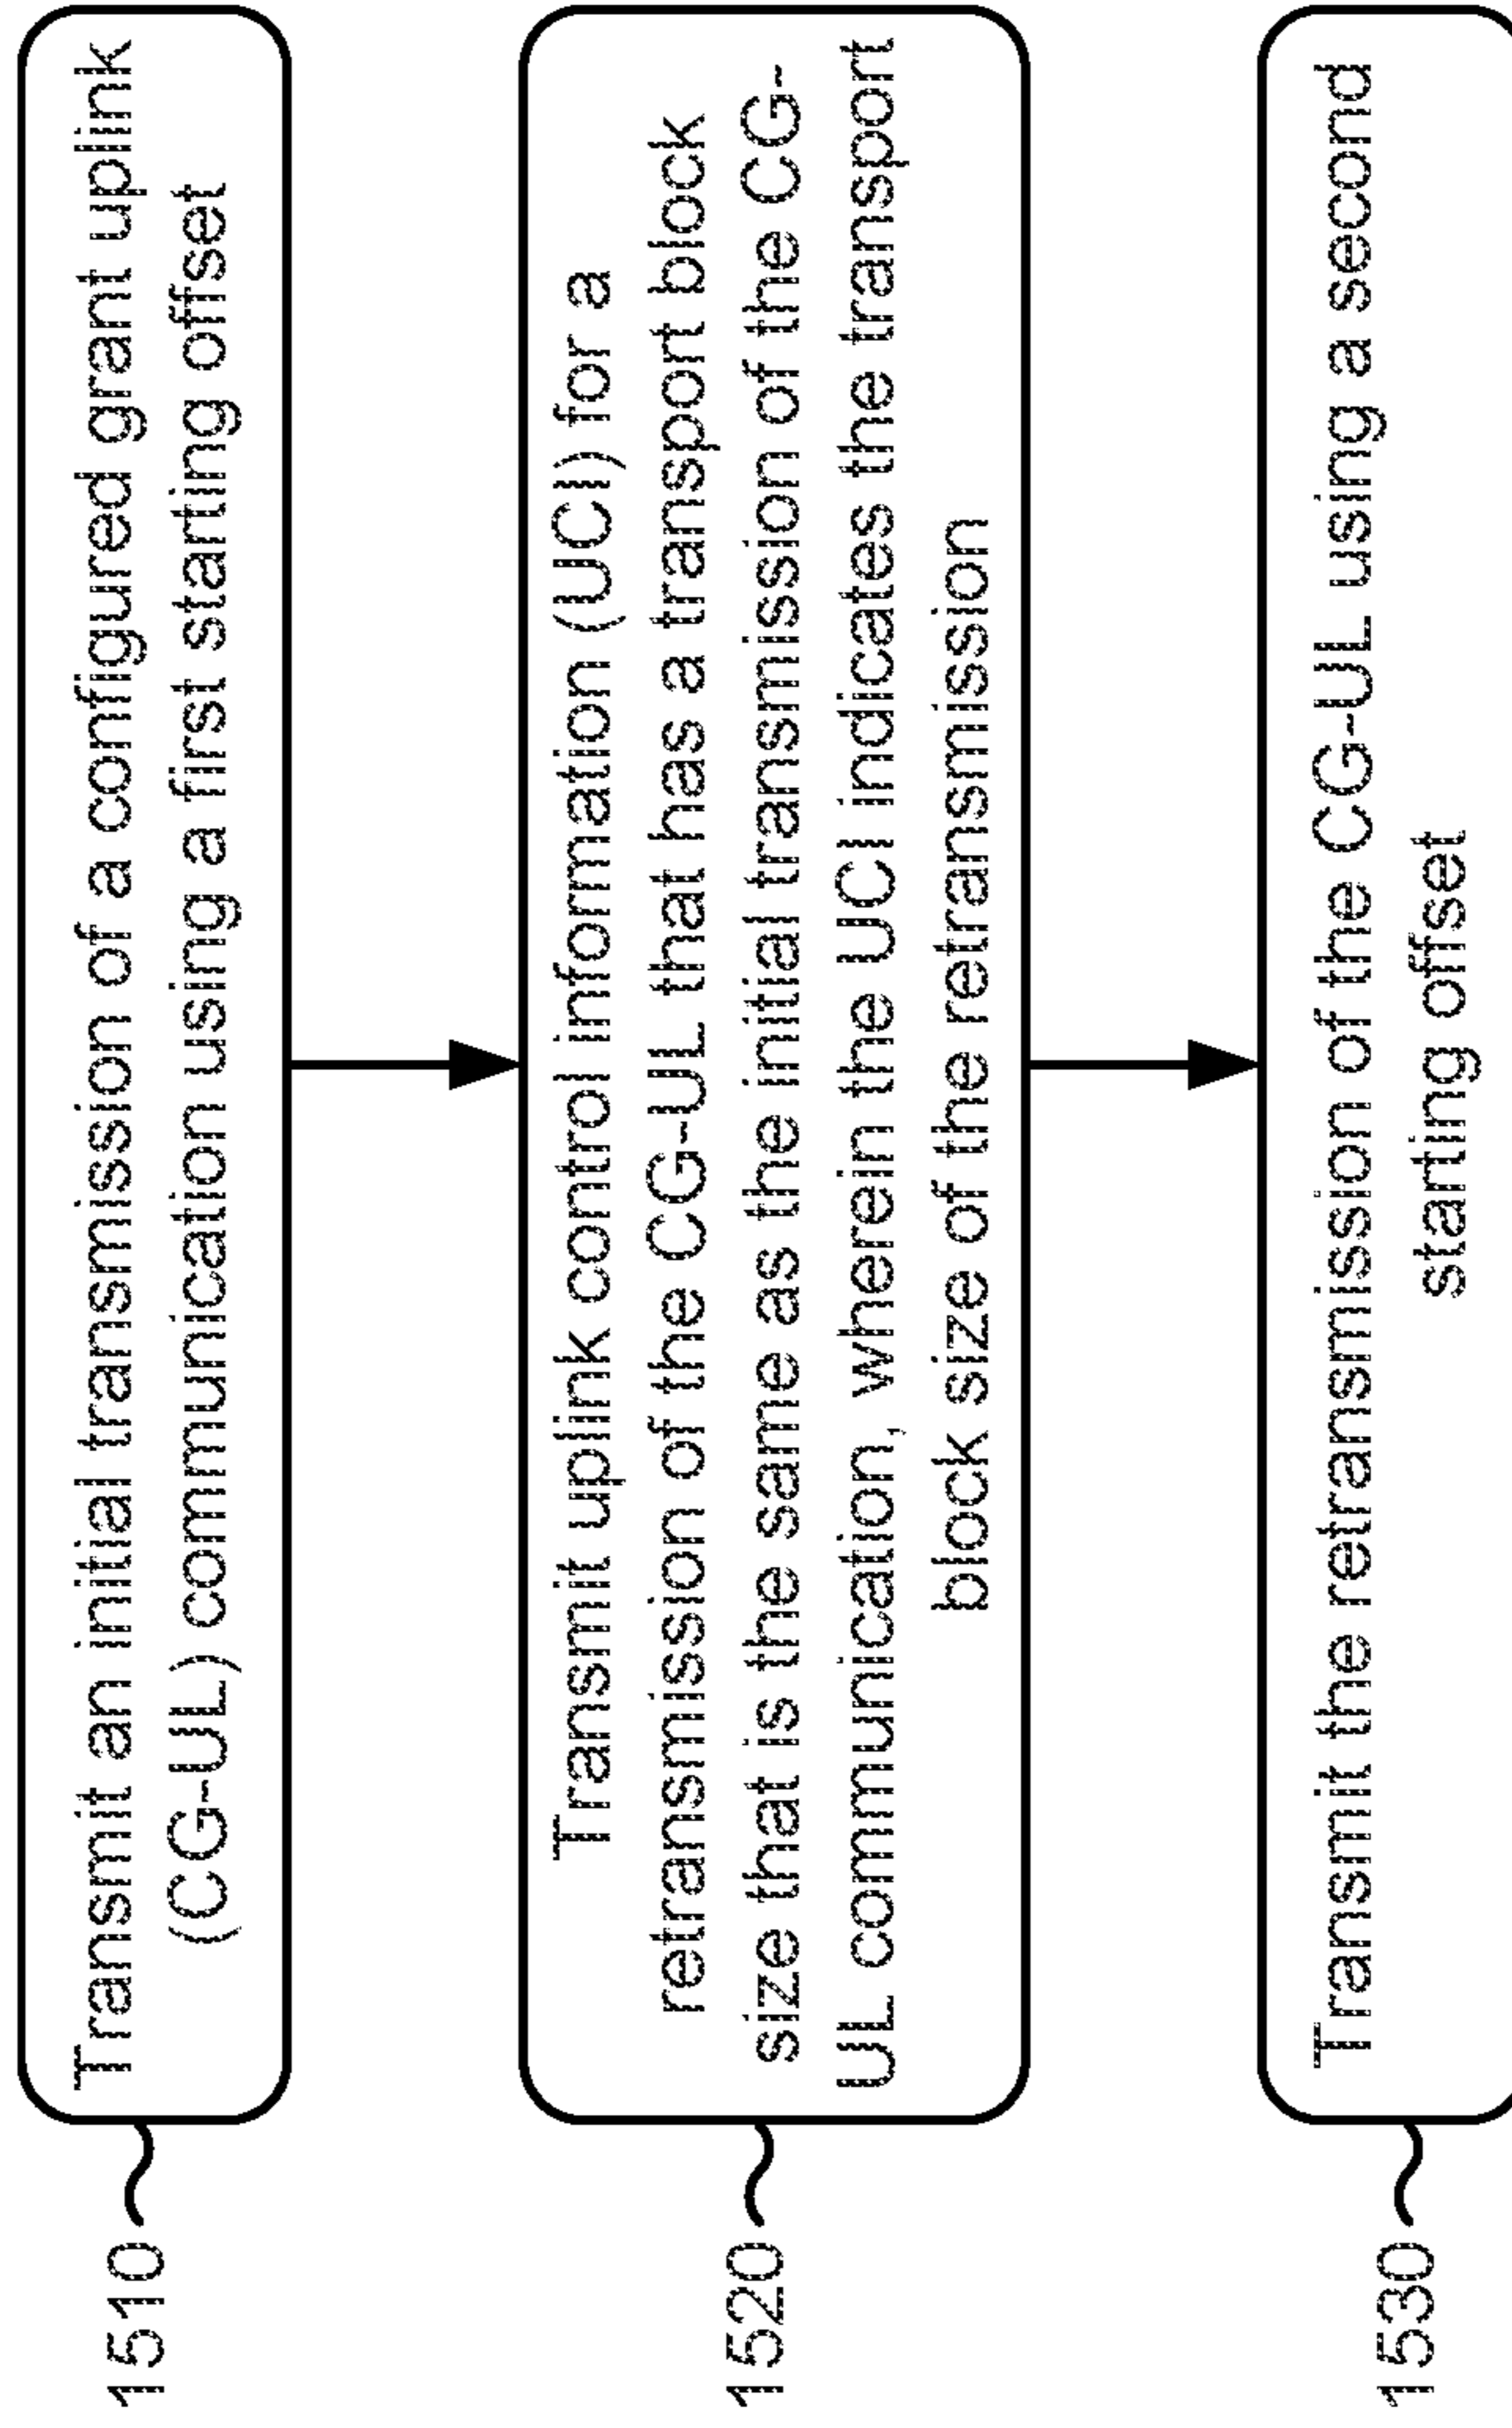 1510
Transmit an initial transmission of a configured grant uplink
(CG-UL) communication using a first starting offset
1520
Transmit uplink control information (UCI) for a
retransmission of the CG-UL that has a transport block
size that is the same as the initial transmission of the CG-
UL communication, wherein the UCI indicates the transport
block size of the retransmission
1530
Transmit the retransmission of the CG-UL using a second
starting offset